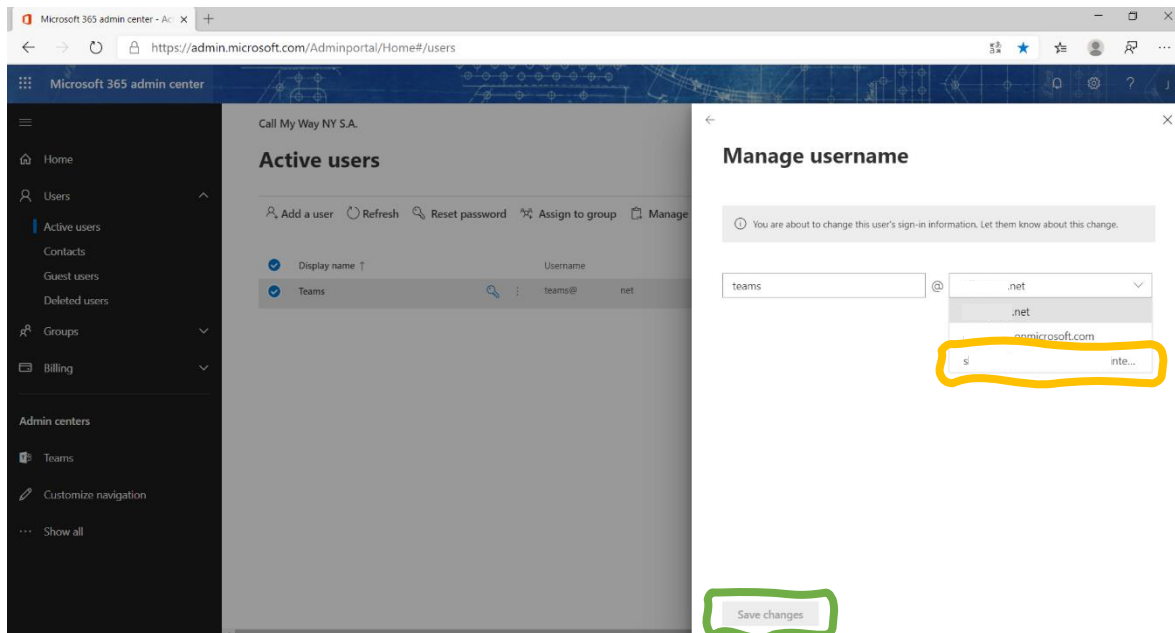 Microsoft 365 admin center - Ac
https://admin.microsoft.com/Adminportal/Home#/users
Microsoft 365 admin center
Home
Users
Active users
Contacts
Guest users
Deleted users
Groups
Billing
Admin centers
Teams
Customize navigation
Show all
Call My Way NY S.A.
Active users
Add a user Refresh Reset password Assign to group Manage
Display name ↑ Username
Teams teams@ net
Manage username
You are about to change this user's sign-in information. Let them know about this change.
teams @ .net
.net
onmicrosoft.com
s inte...
Save changes